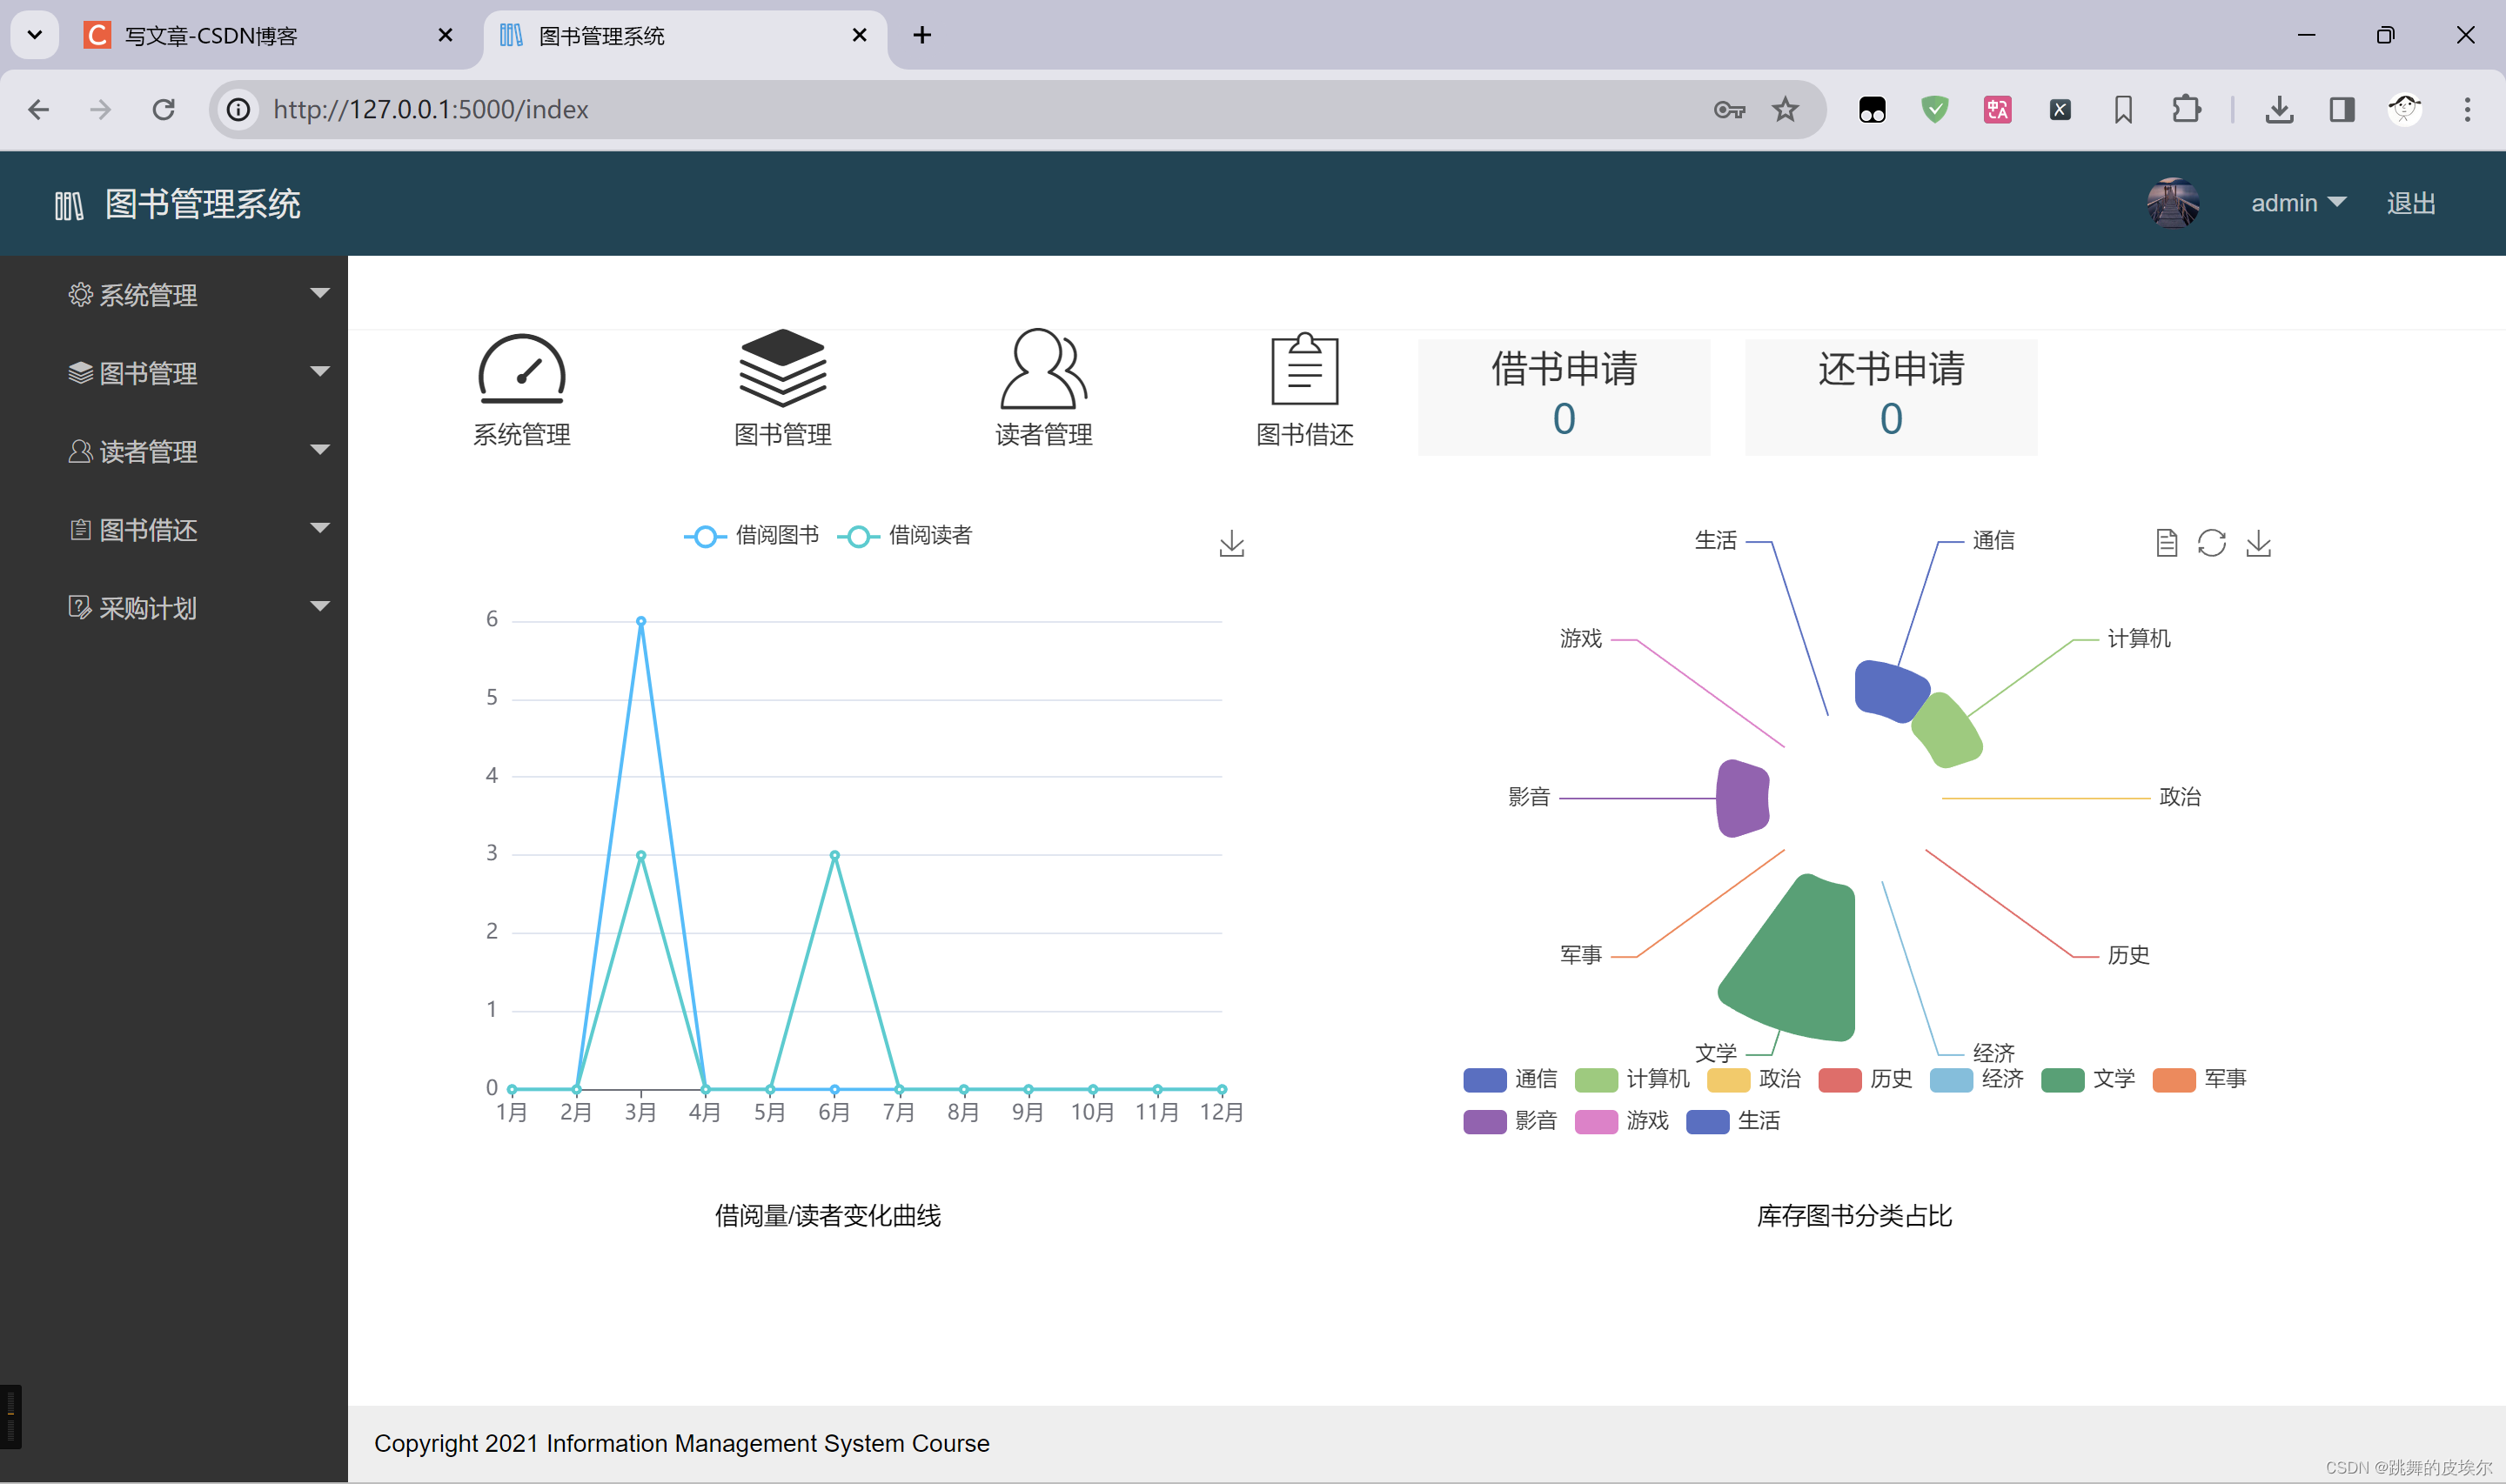 写文章-CSDN博客
图书管理系统
http://127.0.0.1:5000/index
图书管理系统
admin
退出
系统管理
图书管理
读者管理
图书借还
采购计划
系统管理
图书管理
读者管理
图书借还
借书申请
0
还书申请
0
借阅图书 借阅读者
6
5
4
3
2
1
0
1月 2月 3月 4月 5月 6月 7月 8月 9月 10月 11月 12月
借阅量/读者变化曲线
生活
通信
游戏
计算机
影音
政治
军事
历史
文学
经济
通信 计算机 政治 历史 经济 文学 军事
影音 游戏 生活
库存图书分类占比
Copyright 2021 Information Management System Course
CSDN @跳舞的皮埃尔